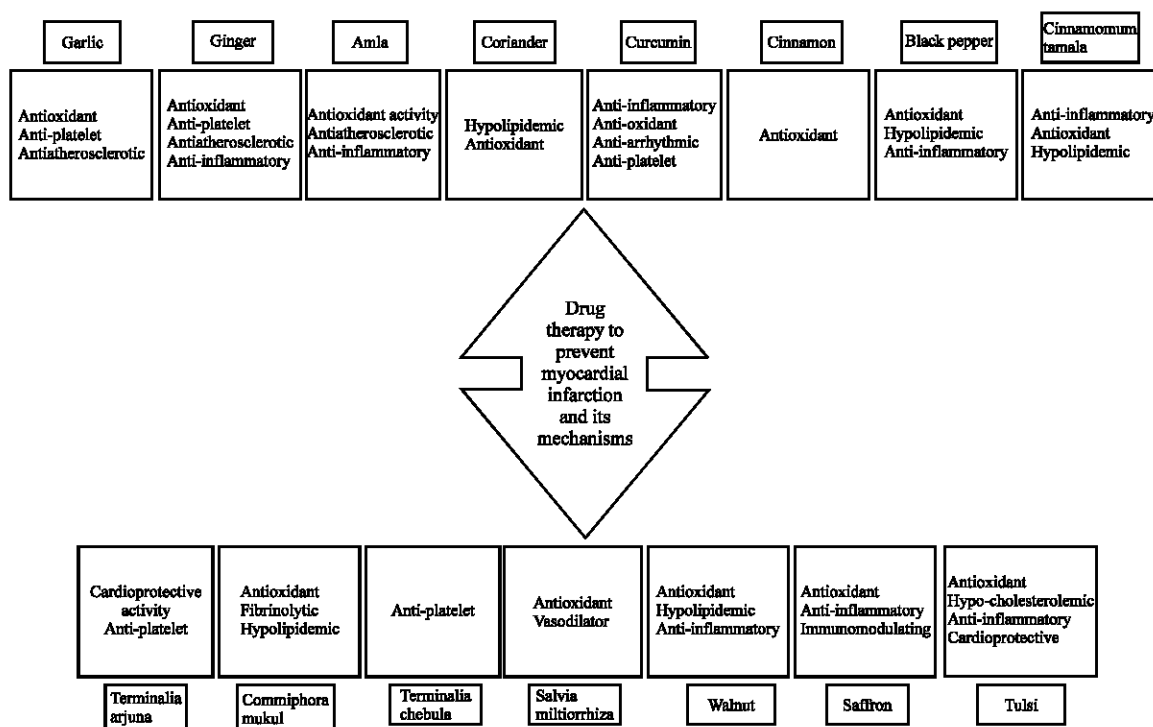 Garlic
Ginger
Amla
Coriander
Curcumin
Cinnamon
Black pepper
Cinnamomum
tamala
Antioxidant
Anti-platelet
Antiatherosclerotic
Antioxidant
Anti-platelet
Antiatherosclerotic
Anti-inflammatory
Antioxidant activity
Antiatherosclerotic
Anti-inflammatory
Hypolipidemic
Antioxidant
Anti-inflammatory
Anti-oxidant
Anti-arrhythmic
Anti-platelet
Antioxidant
Antioxidant
Hypolipidemic
Anti-inflammatory
Anti-inflammatory
Antioxidant
Hypolipidemic
Drug
therapy to
prevent
myocardial
infarction
and its
mechanisms
Cardioprotective
activity
Anti-platelet
Antioxidant
Fibrinolytic
Hypolipidemic
Anti-platelet
Antioxidant
Vasodilator
Antioxidant
Hypolipidemic
Anti-inflammatory
Antioxidant
Anti-inflammatory
Immunomodulating
Antioxidant
Hypo-cholesterolemic
Anti-inflammatory
Cardioprotective
Terminalia
arjuna
Commiphora
mukul
Terminalia
chebula
Salvia
miltiorrhiza
Walnut
Saffron
Tulsi